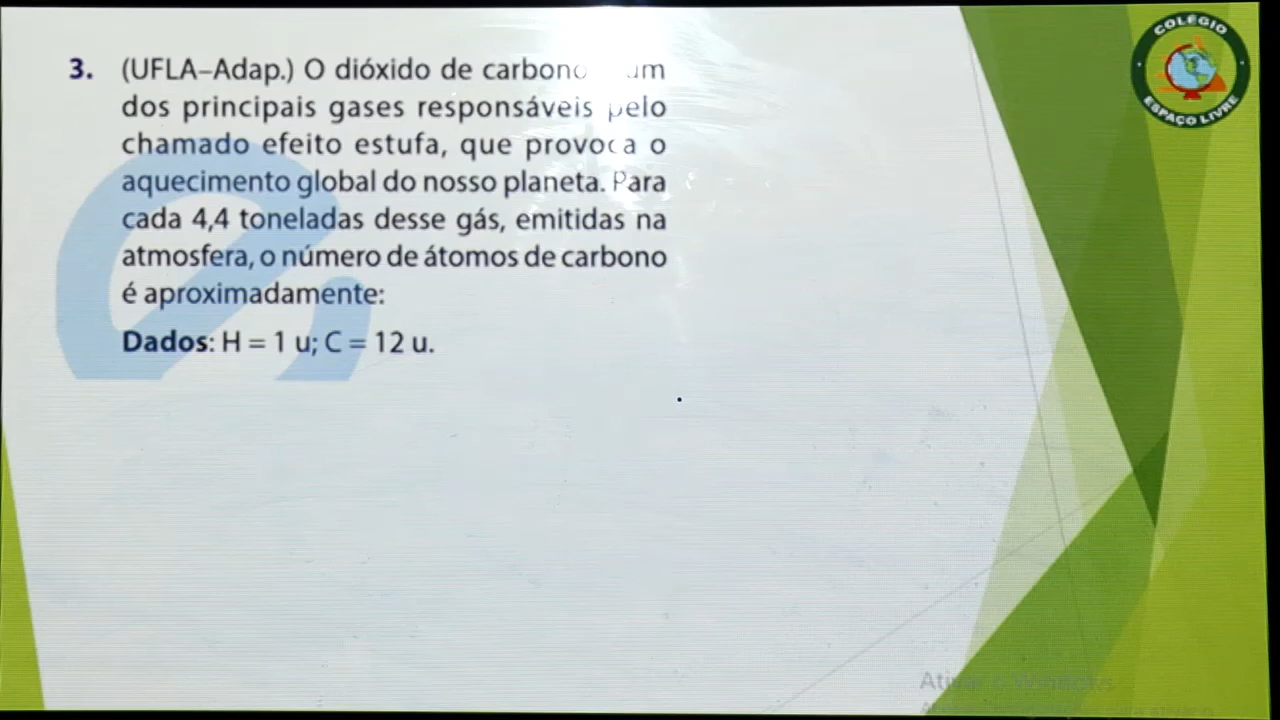 3. (UFLA–Adap.) O dióxido de carbono um
dos principais gases responsáveis pelo
chamado efeito estufa, que provoca o
aquecimento global do nosso planeta. Para
cada 4,4 toneladas desse gás, emitidas na
atmosfera, o número de átomos de carbono
é aproximadamente:
Dados: H = 1 u; C = 12 u.
COLÉGIO
ESPAÇO LIVRE
Ativar o Windows